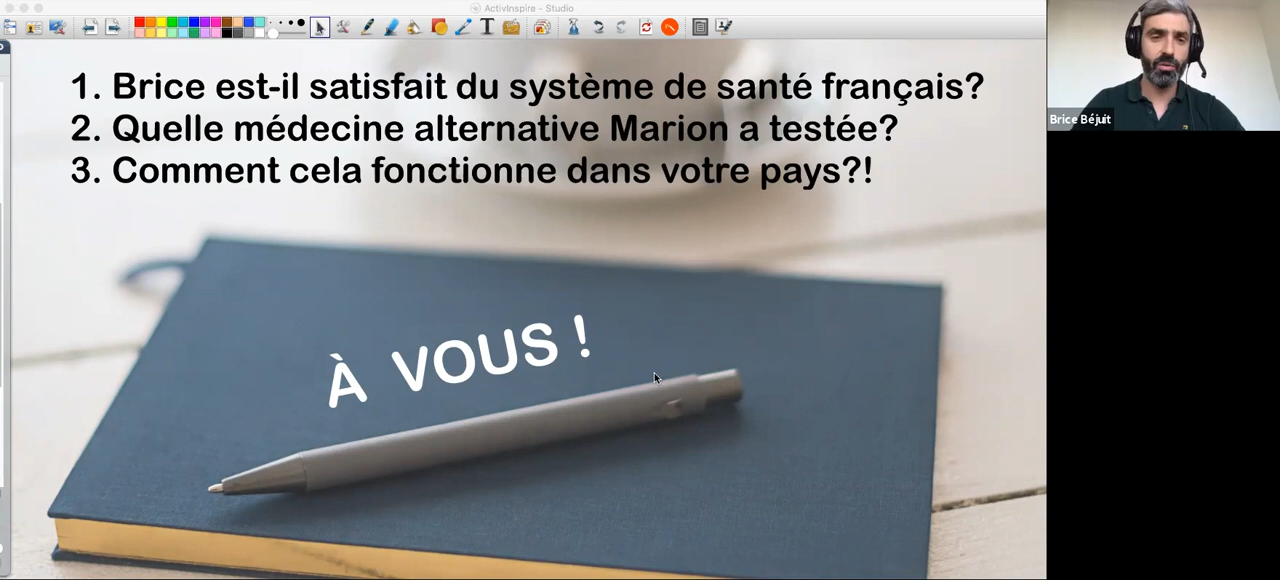 ActivInspire - Studio
1. Brice est-il satisfait du système de santé français?
2. Quelle médecine alternative Marion a testée?
3. Comment cela fonctionne dans votre pays?!
À VOUS !
Brice Béjuit